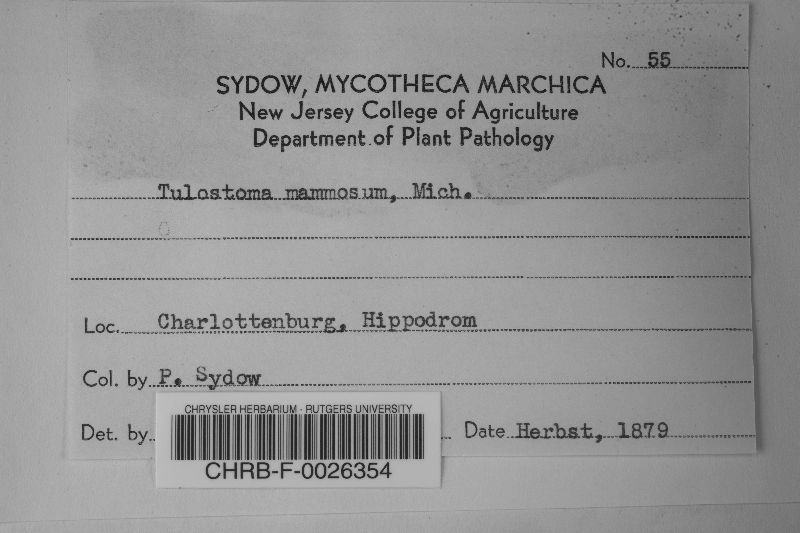 No. 55
SYDOW, MYCOTHECA MARCHICA
New Jersey College of Agriculture
Department of Plant Pathology
Tulostoma mammosum, Mich.
Loc. Charlottenburg, Hippodrom
Col. by P. Sydow
Det. by Date Herbst, 1879
CHRYSLER HERBARIUM - RUTGERS UNIVERSITY
CHRB-F-0026354